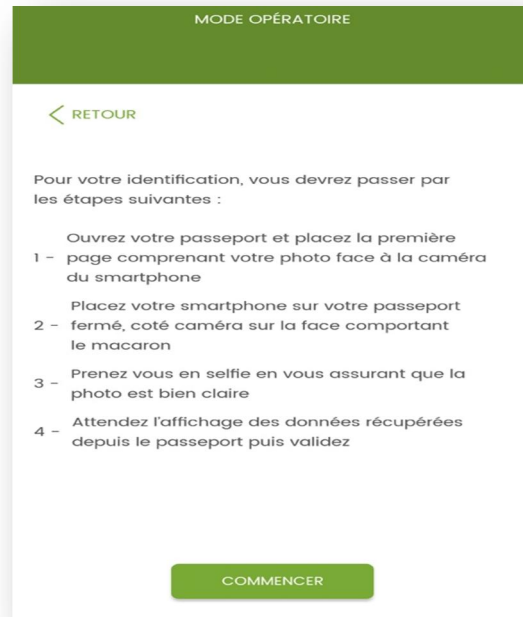 MODE OPÉRATOIRE
RETOUR
Pour votre identification, vous devrez passer par
les étapes suivantes :
Ouvrez votre passeport et placez la première
1 - page comprenant votre photo face à la caméra
du smartphone
Placez votre smartphone sur votre passeport
2 - fermé, coté caméra sur la face comportant
le macaron
3 - Prenez vous en selfie en vous assurant que la
photo est bien claire
4 - Attendez l'affichage des données récupérées
depuis le passeport puis validez
COMMENCER